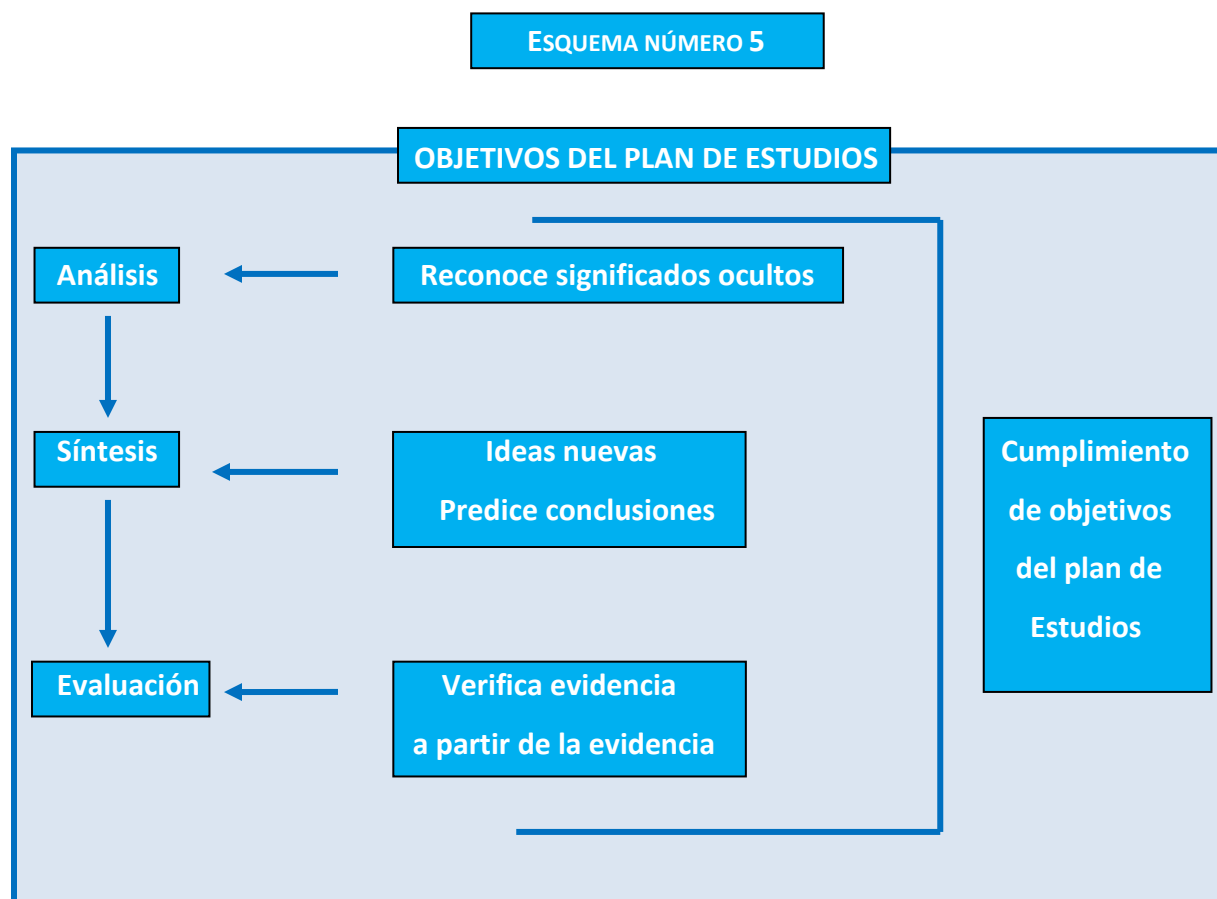 ESQUEMA NÚMERO 5
OBJETIVOS DEL PLAN DE ESTUDIOS
Análisis
Reconoce significados ocultos
Síntesis
Ideas nuevas
Predice conclusiones
Evaluación
Verifica evidencia
a partir de la evidencia
Cumplimiento
de objetivos
del plan de
Estudios